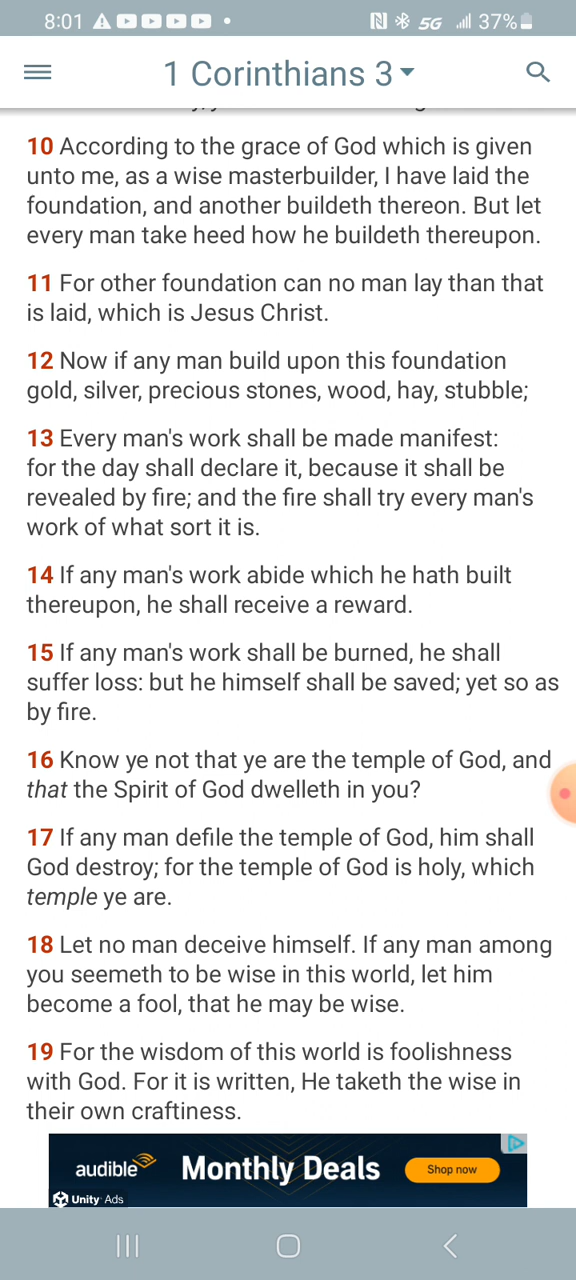 8:01 5G 37%
1 Corinthians 3
10 According to the grace of God which is given
unto me, as a wise masterbuilder, I have laid the
foundation, and another buildeth thereon. But let
every man take heed how he buildeth thereupon.
11 For other foundation can no man lay than that
is laid, which is Jesus Christ.
12 Now if any man build upon this foundation
gold, silver, precious stones, wood, hay, stubble;
13 Every man's work shall be made manifest:
for the day shall declare it, because it shall be
revealed by fire; and the fire shall try every man's
work of what sort it is.
14 If any man's work abide which he hath built
thereupon, he shall receive a reward.
15 If any man's work shall be burned, he shall
suffer loss: but he himself shall be saved; yet so as
by fire.
16 Know ye not that ye are the temple of God, and
that the Spirit of God dwelleth in you?
17 If any man defile the temple of God, him shall
God destroy; for the temple of God is holy, which
temple ye are.
18 Let no man deceive himself. If any man among
you seemeth to be wise in this world, let him
become a fool, that he may be wise.
19 For the wisdom of this world is foolishness
with God. For it is written, He taketh the wise in
their own craftiness.
audible Monthly Deals Shop now
Unity Ads